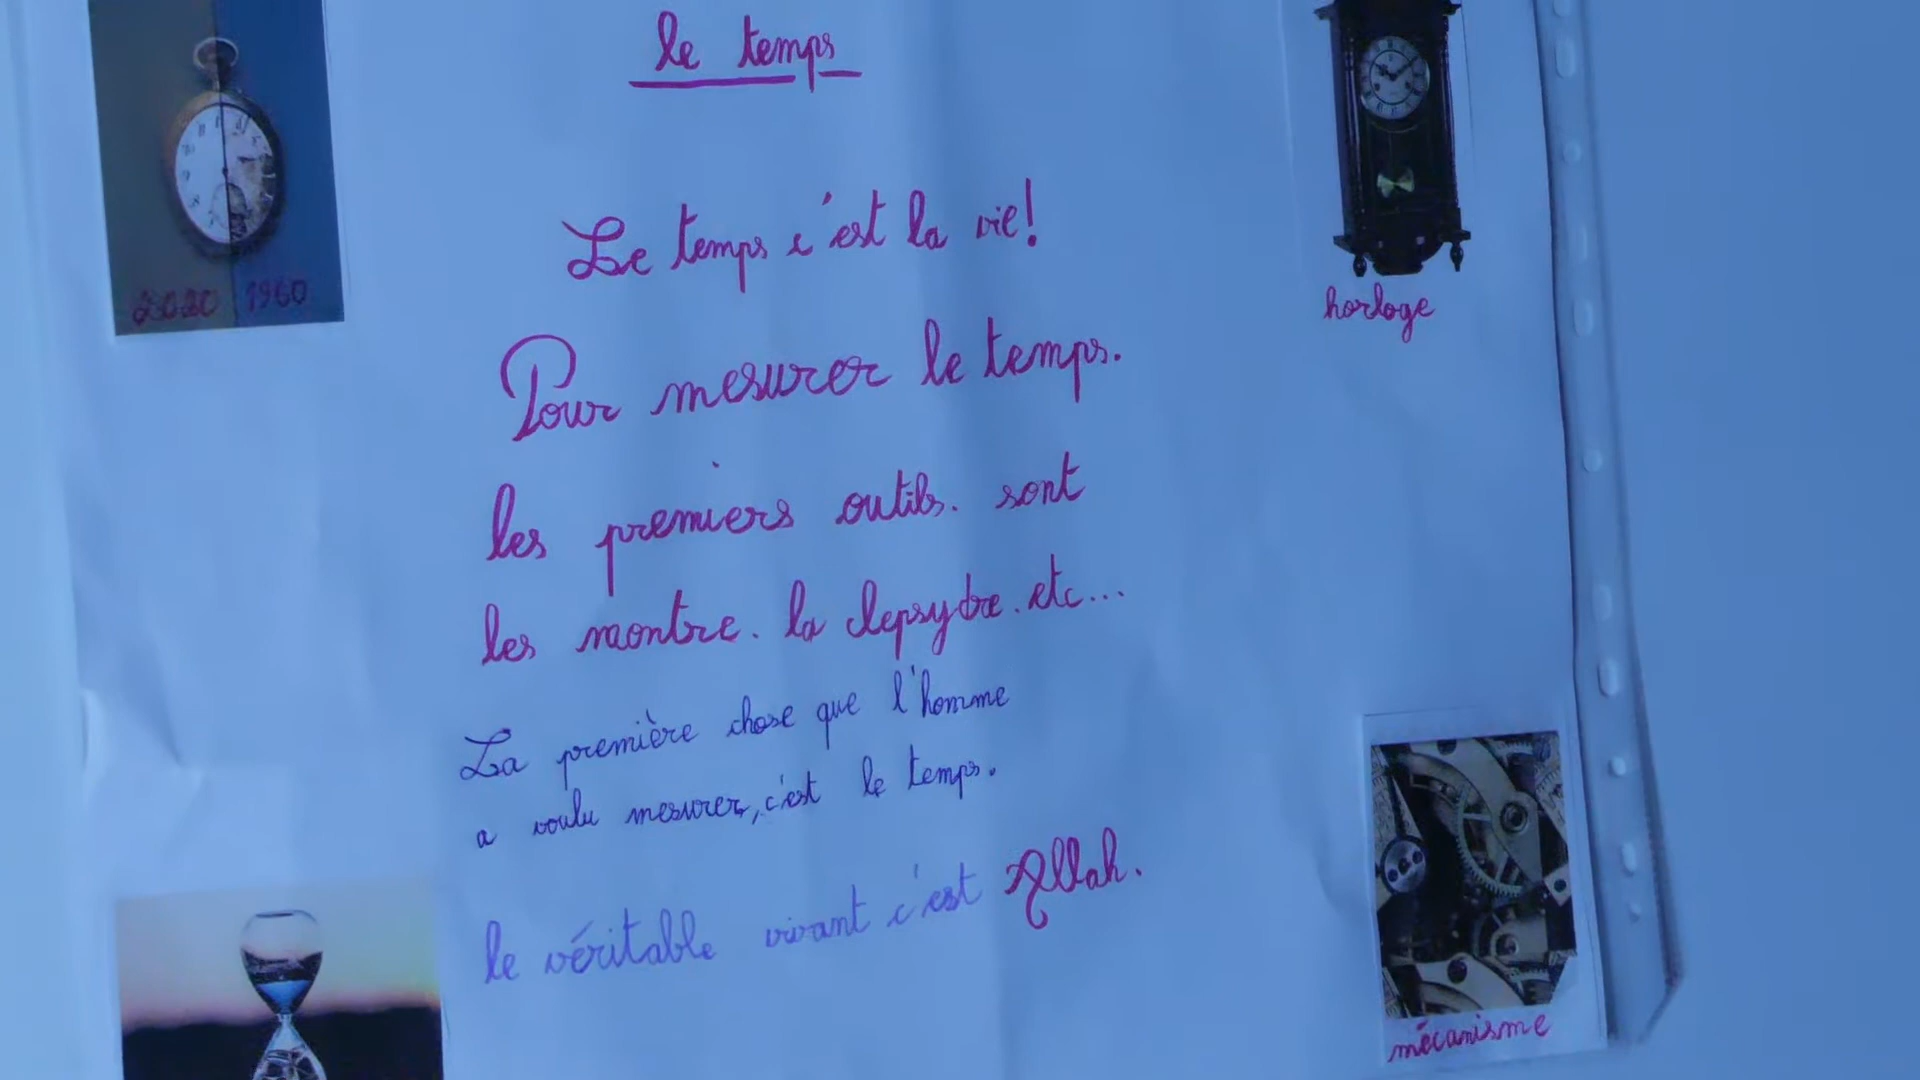 le temps
2020 1960
Le temps c'est la vie!
horloge
Pour mesurer le temps.
les premiers outils. sont
les montre. la clepsydre. etc...
La première chose que l'homme
a voulu mesurer, c'est le temps.
le véritable vivant c'est Allah.
mécanisme